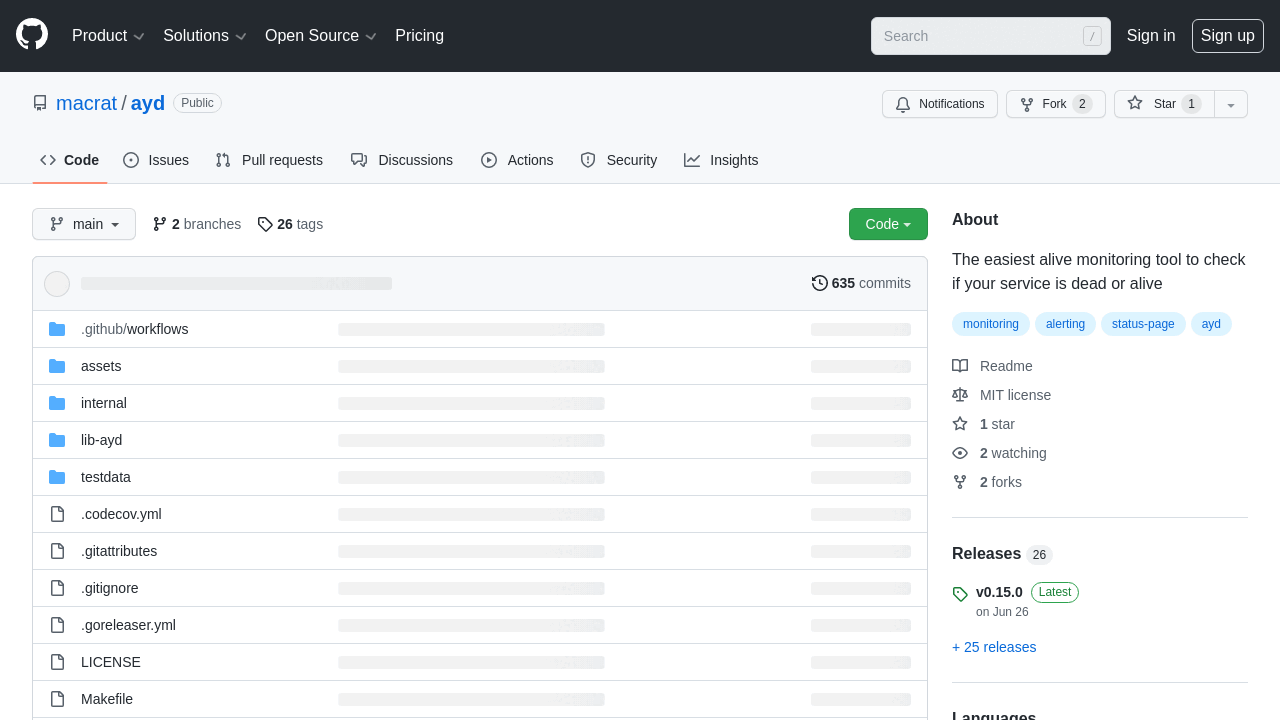 Product Solutions Open Source Pricing Search / Sign in Sign up
macrat / ayd Public Notifications Fork 2 Star 1
Code Issues Pull requests Discussions Actions Security Insights
main 2 branches 26 tags Code
635 commits
.github/workflows
assets
internal
lib-ayd
testdata
.codecov.yml
.gitattributes
.gitignore
.goreleaser.yml
LICENSE
Makefile
About
The easiest alive monitoring tool to check
if your service is dead or alive
monitoring alerting status-page ayd
Readme
MIT license
1 star
2 watching
2 forks
Releases 26
v0.15.0 Latest
on Jun 26
+ 25 releases
Languages